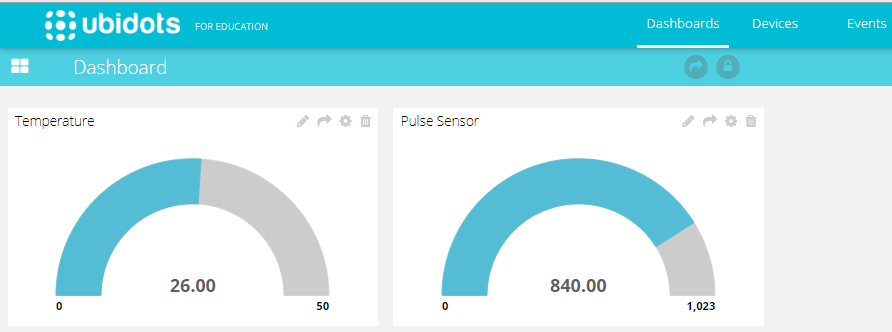 ubidots FOR EDUCATION Dashboards Devices Events
Dashboard
Temperature
26.00
0 50
Pulse Sensor
840.00
0 1,023